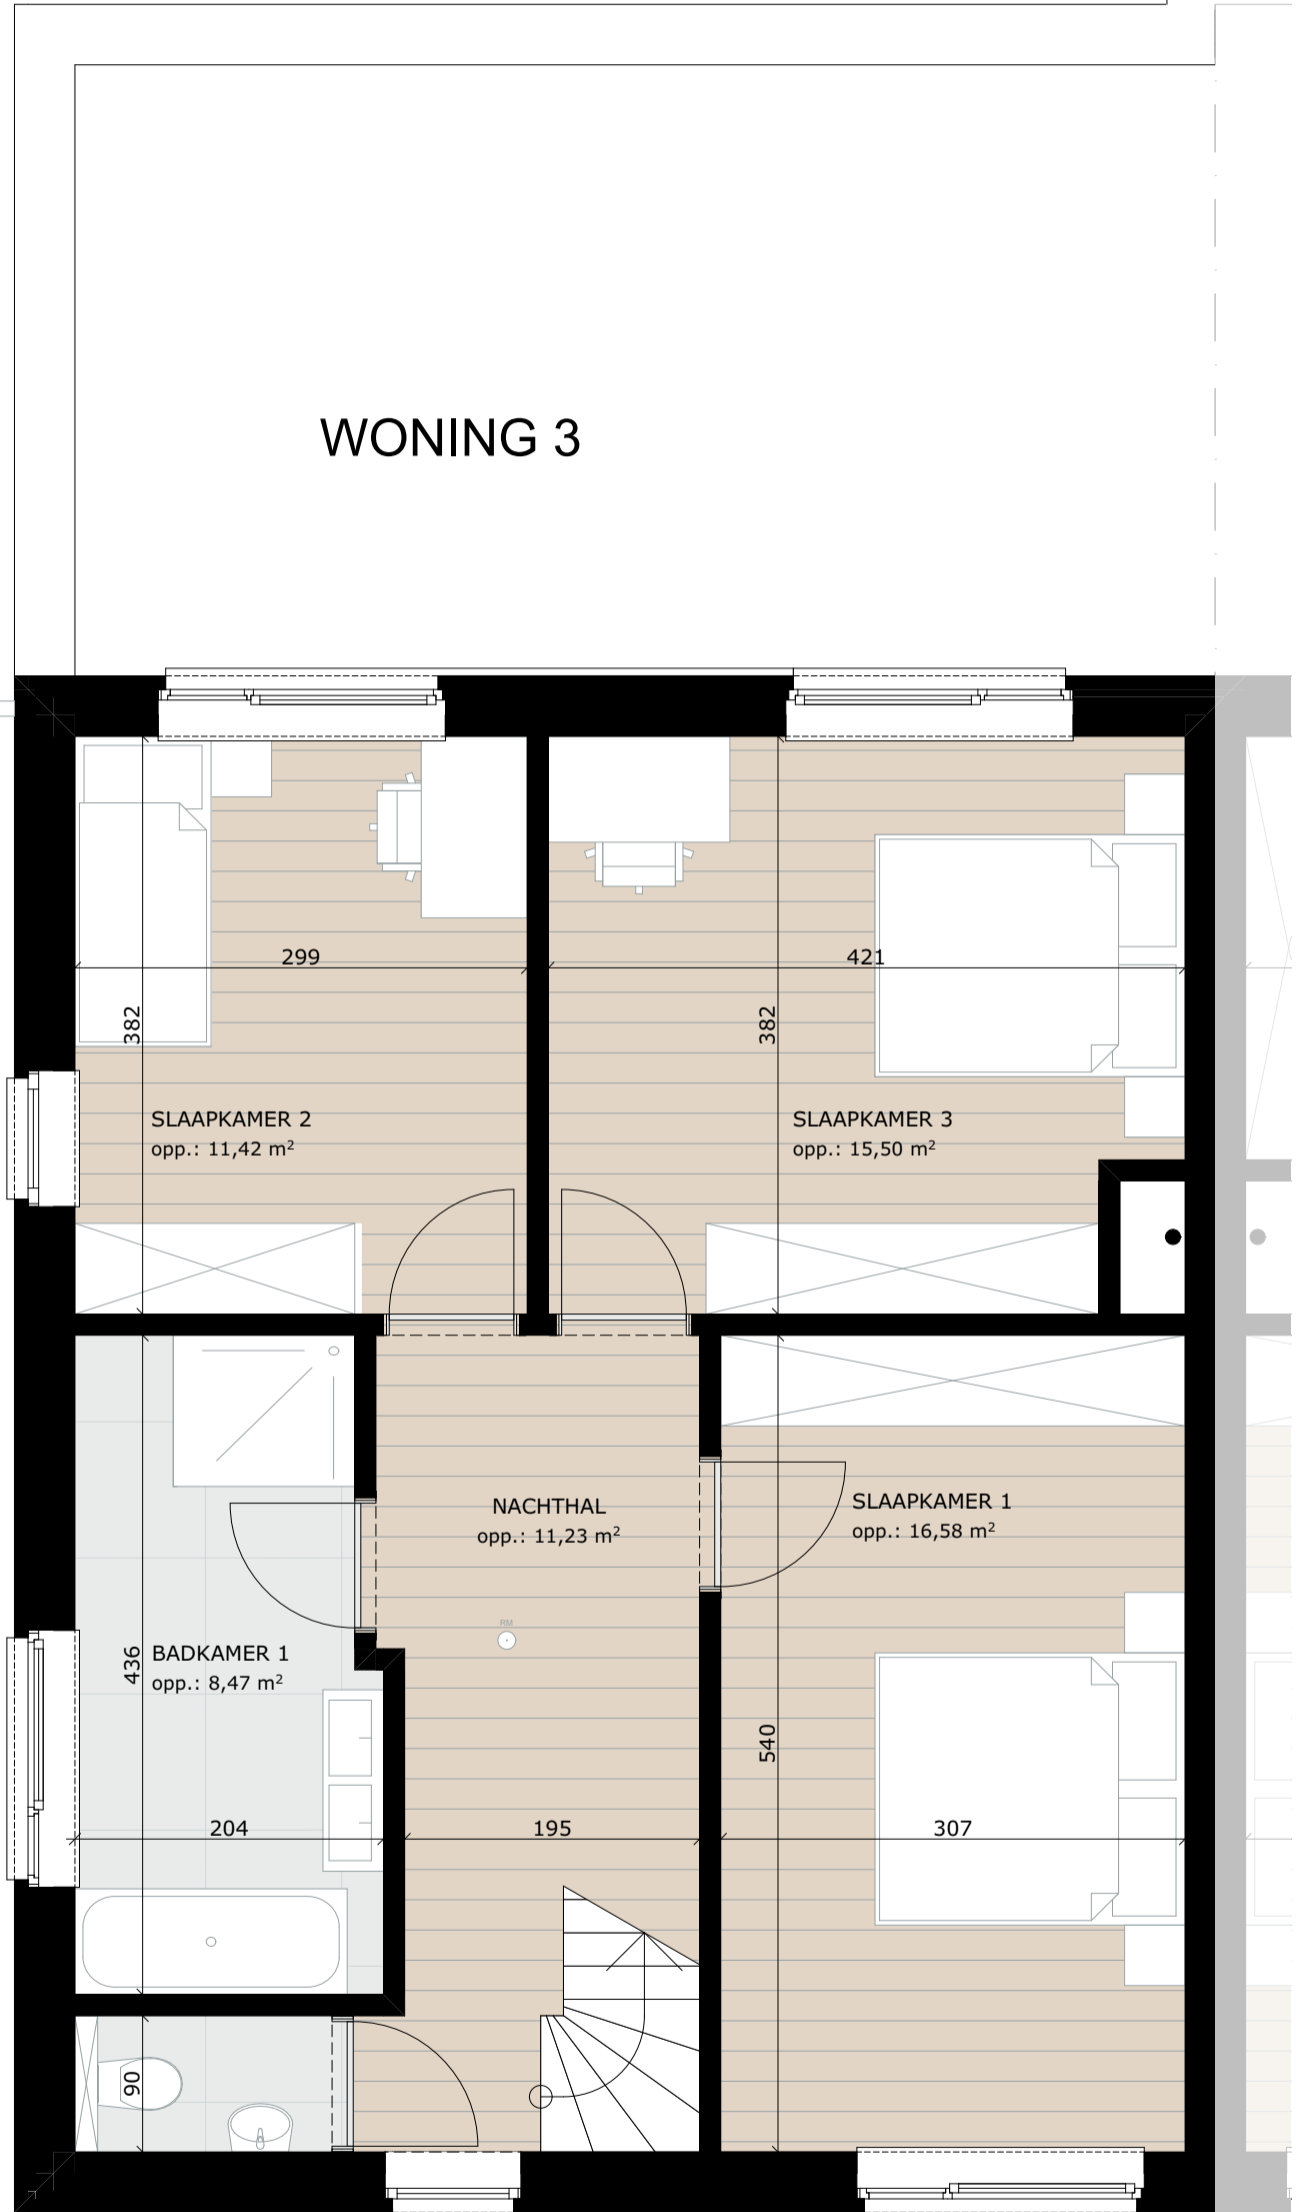 WONING 3
299
421
382
382
SLAAPKAMER 2
opp.: 11,42 m²
SLAAPKAMER 3
opp.: 15,50 m²
NACHTHAL
opp.: 11,23 m²
SLAAPKAMER 1
opp.: 16,58 m²
RM
BADKAMER 1
opp.: 8,47 m²
436
540
204
195
307
90